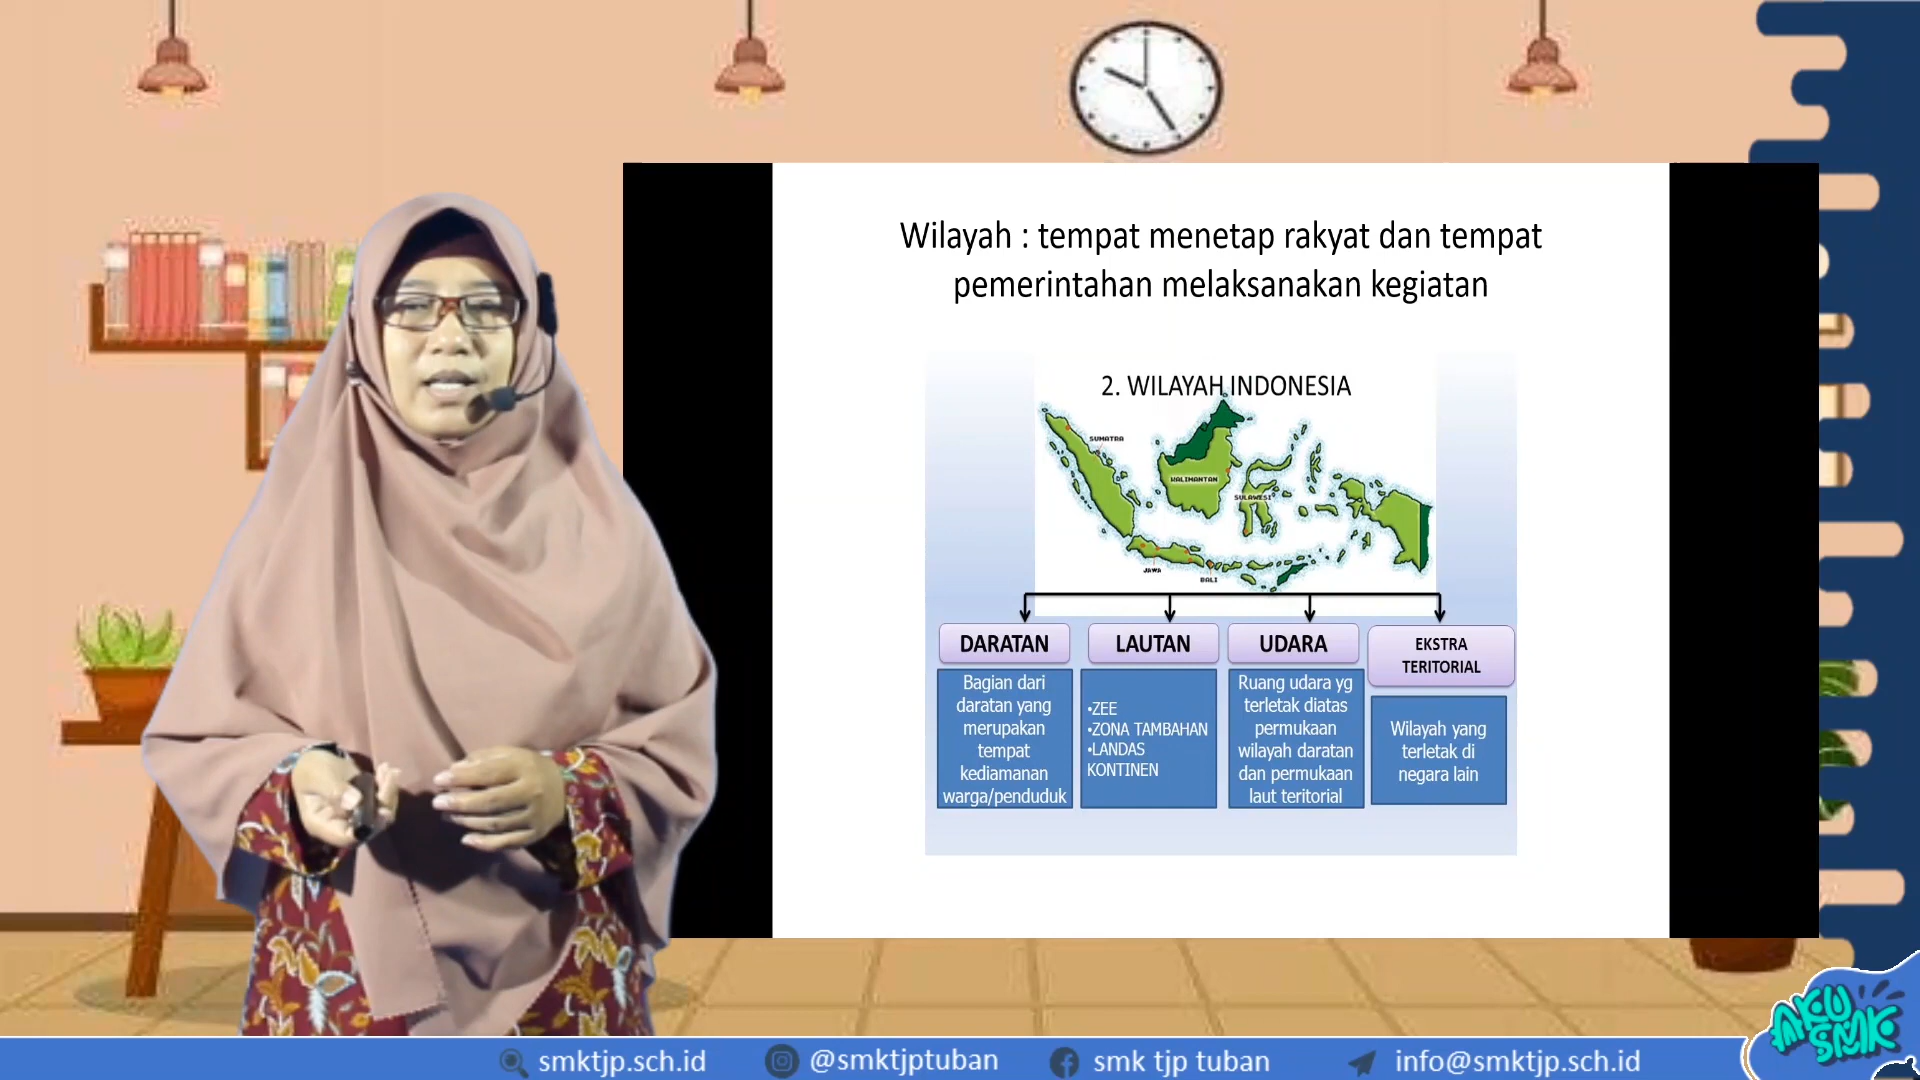 Wilayah : tempat menetap rakyat dan tempat
pemerintahan melaksanakan kegiatan
2. WILAYAH INDONESIA
SUMATRA
KALIMANTAN
SULAWESI
JAWA
BALI
DARATAN
Bagian dari
daratan yang
merupakan
tempat
kediamanan
warga/penduduk
LAUTAN
•ZEE
•ZONA TAMBAHAN
•LANDAS
KONTINEN
UDARA
Ruang udara yg
terletak diatas
permukaan
wilayah daratan
dan permukaan
laut teritorial
EKSTRA
TERITORIAL
Wilayah yang
terletak di
negara lain
smktjp.sch.id
@smktjptuban
smk tjp tuban
info@smktjp.sch.id
AKU
SMK